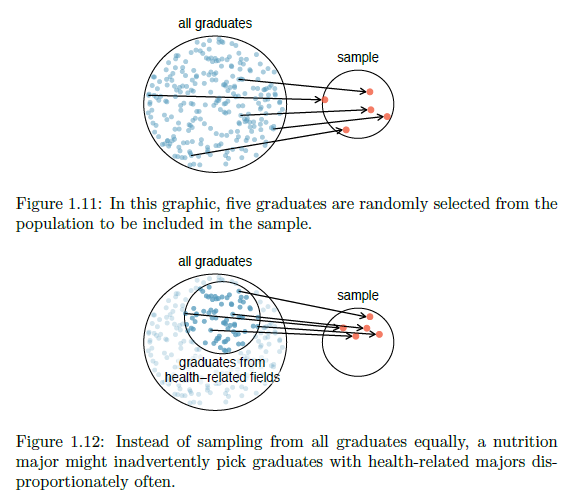 all graduates
sample
Figure 1.11: In this graphic, five graduates are randomly selected from the
population to be included in the sample.
all graduates
sample
graduates from
health−related fields
Figure 1.12: Instead of sampling from all graduates equally, a nutrition
major might inadvertently pick graduates with health-related majors dis-
proportionately often.